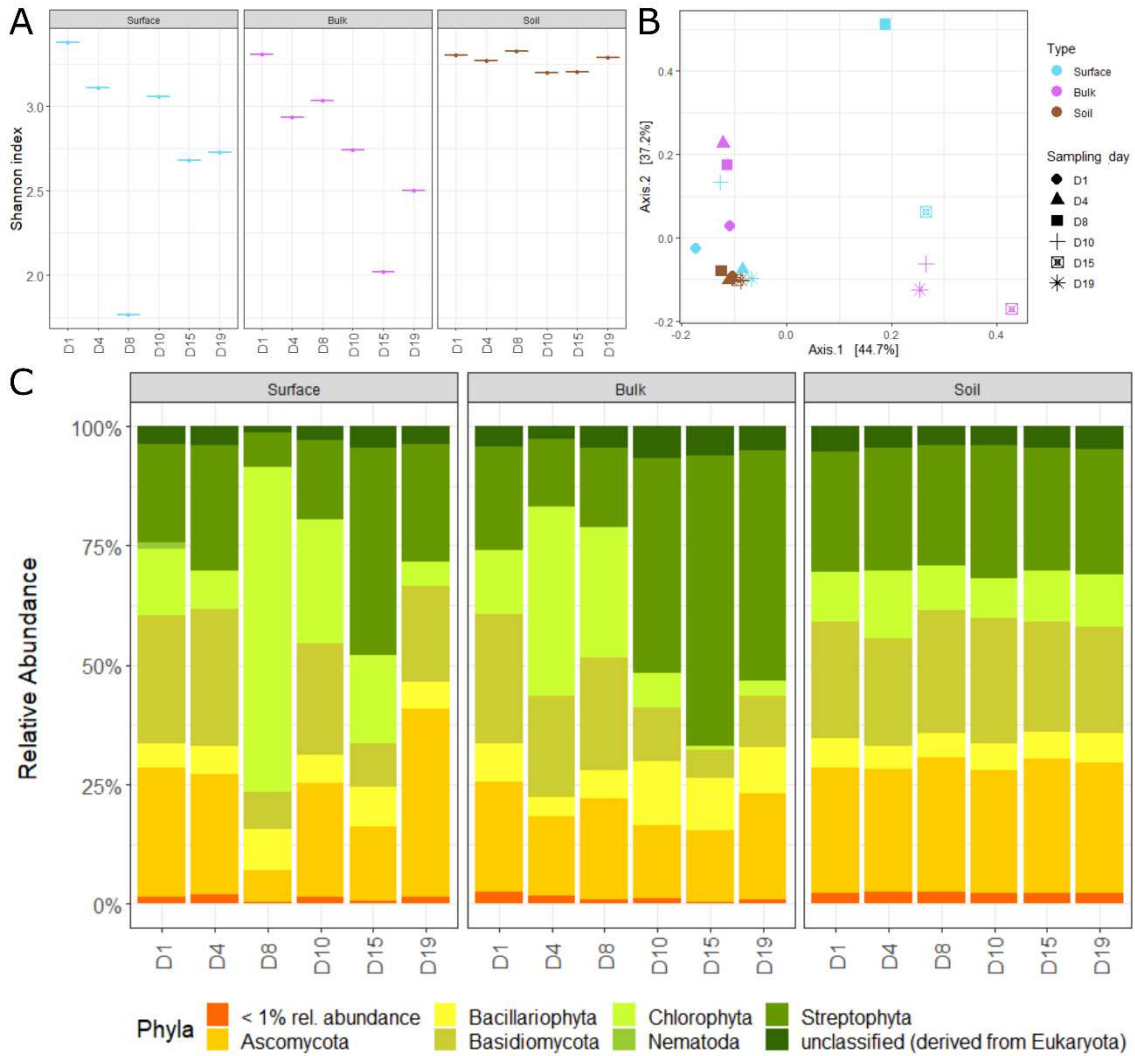 A
Surface
Bulk
Soil
Shannon index
3.0
2.5
2.0
D1 D4 D8 D10 D15 D19
D1 D4 D8 D10 D15 D19
D1 D4 D8 D10 D15 D19
B
Axis.2 [37.2%]
0.4
0.2
0.0
-0.2
-0.2 0.0 0.2 0.4
Axis.1 [44.7%]
Type
Surface
Bulk
Soil
Sampling_day
D1
D4
D8
D10
D15
D19
C
Surface
Bulk
Soil
Relative Abundance
100%
75%
50%
25%
0%
D1 D4 D8 D10 D15 D19
D1 D4 D8 D10 D15 D19
D1 D4 D8 D10 D15 D19
Phyla
< 1% rel. abundance
Ascomycota
Bacillariophyta
Basidiomycota
Chlorophyta
Nematoda
Streptophyta
unclassified (derived from Eukaryota)